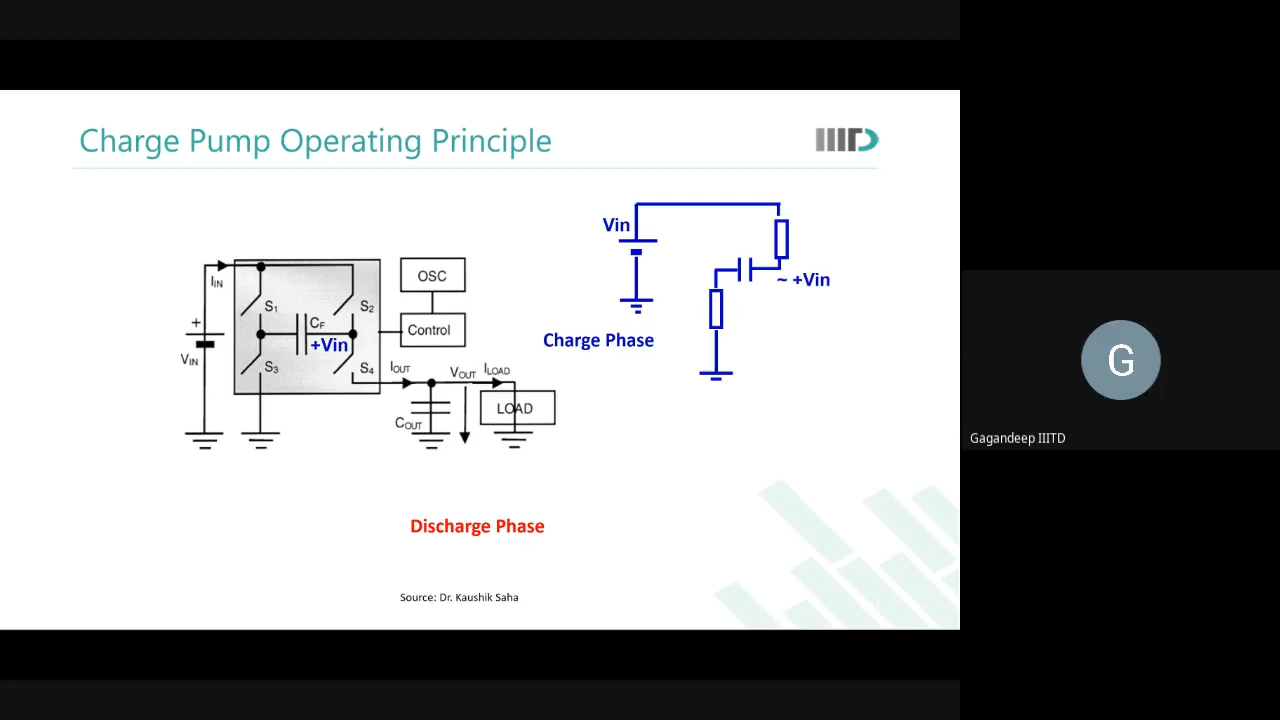 Charge Pump Operating Principle
IIITD
Vin
~ +Vin
Charge Phase
IIN
S1
S2
CF
+Vin
S3
S4
+
VIN
OSC
Control
IOUT
VOUT
ILOAD
COUT
LOAD
Discharge Phase
Source: Dr. Kaushik Saha
G
Gagandeep IIITD